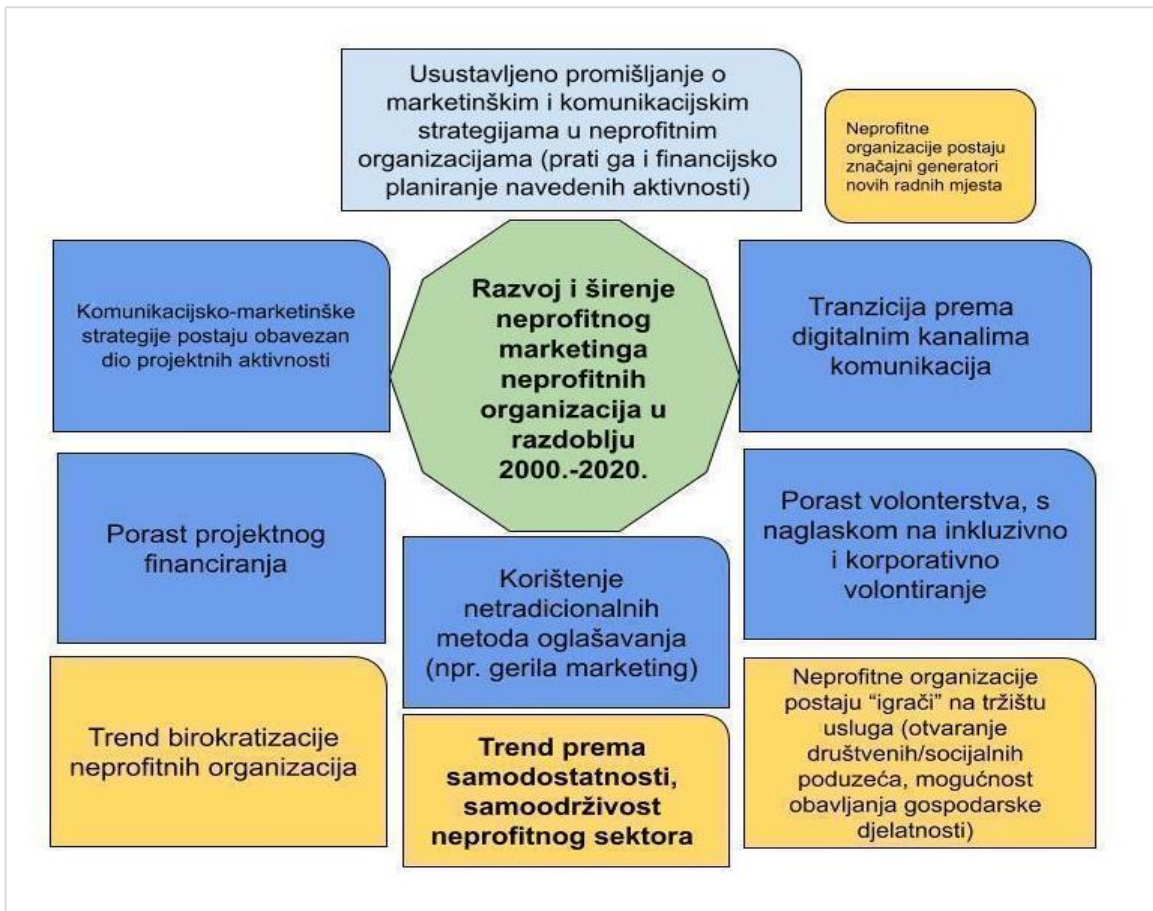 Usustavljeno promišljanje o
marketinškim i komunikacijskim
strategijama u neprofitnim
organizacijama (prati ga i financijsko
planiranje navedenih aktivnosti)
Neprofitne
organizacije postaju
značajni generatori
novih radnih mjesta
Komunikacijsko-marketinške
strategije postaju obavezan
dio projektnih aktivnosti
Razvoj i širenje
neprofitnog
marketinga
neprofitnih
organizacija u
razdoblju
2000.-2020.
Tranzicija prema
digitalnim kanalima
komunikacija
Porast projektnog
financiranja
Korištenje
netradicionalnih
metoda oglašavanja
(npr. gerila marketing)
Porast volonterstva, s
naglaskom na inkluzivno
i korporativno
volontiranje
Trend birokratizacije
neprofitnih organizacija
Trend prema
samodostatnosti,
samoodrživost
neprofitnog sektora
Neprofitne organizacije
postaju “igrači” na tržištu
usluga (otvaranje
društvenih/socijalnih
poduzeća, mogućnost
obavljanja gospodarske
djelatnosti)